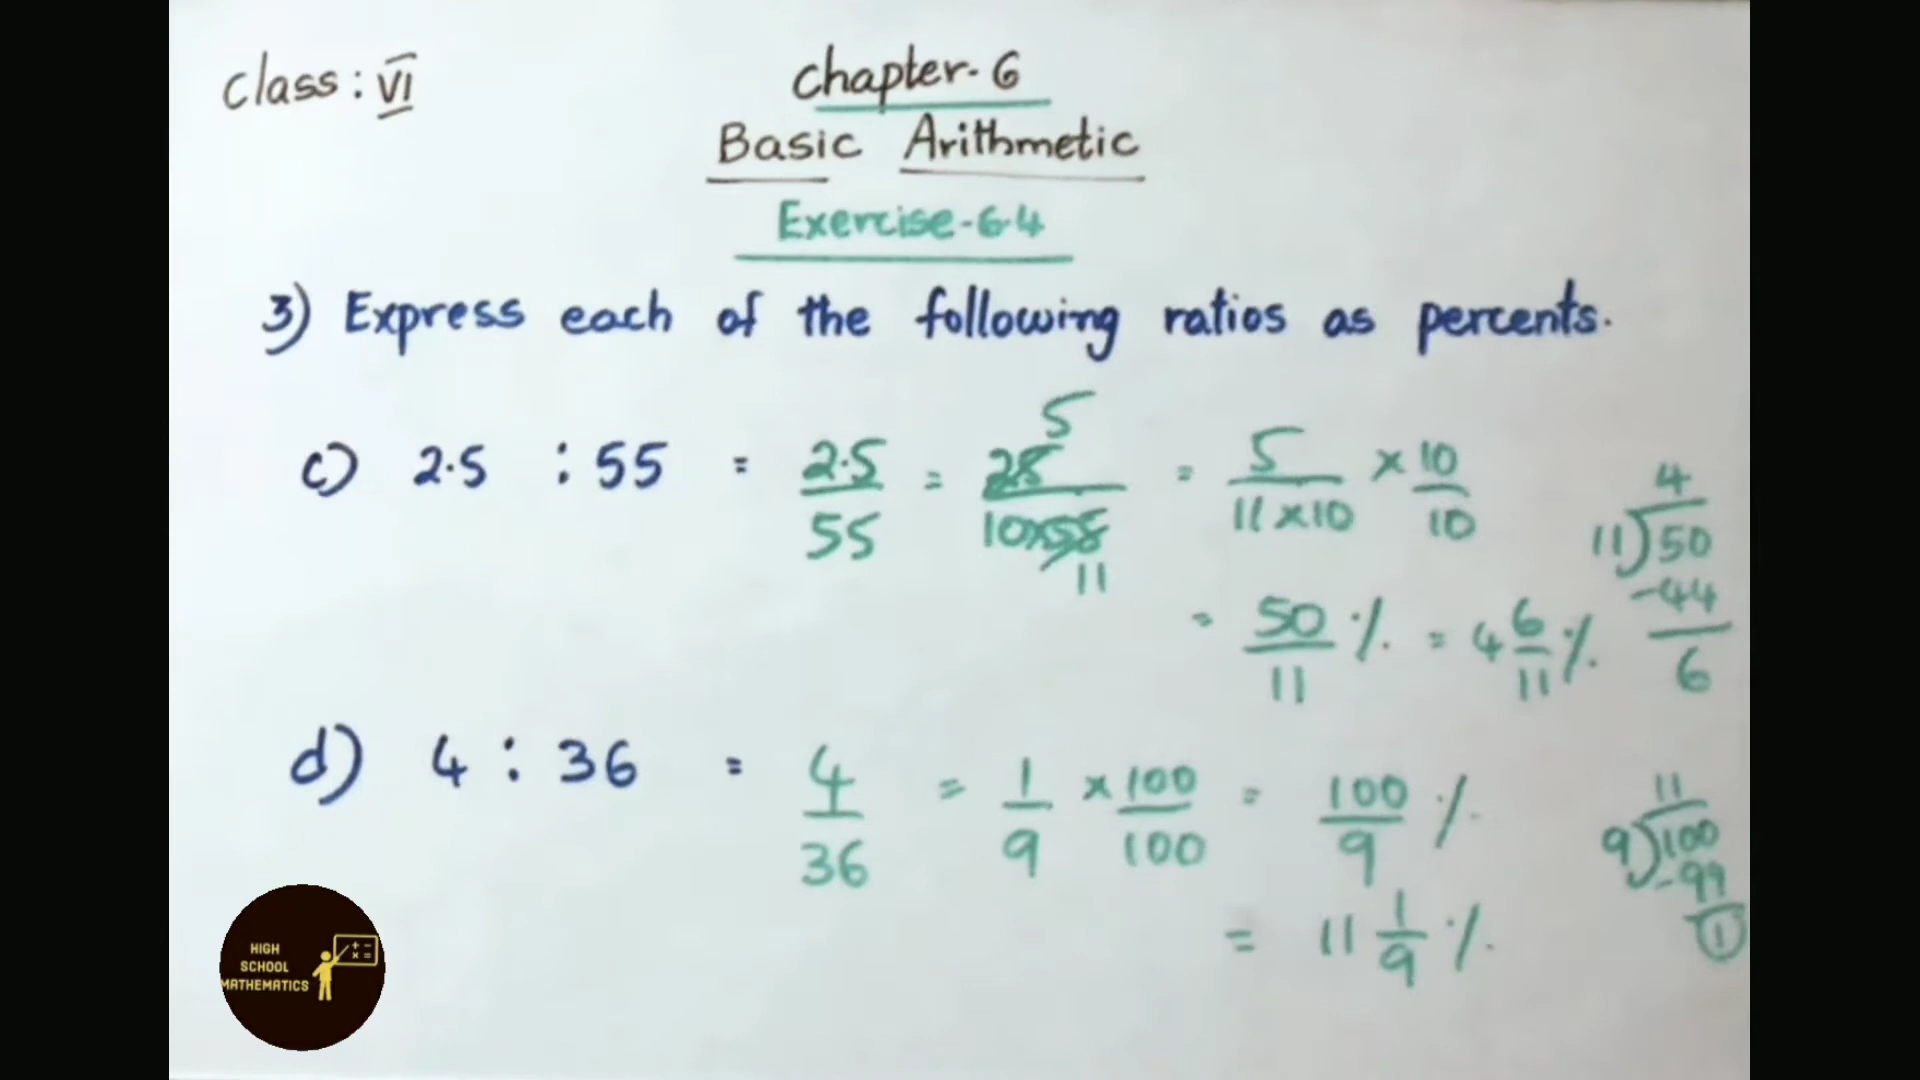 Class: VI
Chapter-6
Basic Arithmetic
Exercise-6.4
3) Express each of the following ratios as percents.
c) 2.5 : 55 = 2.5/55 = 25/10×55 5 11 = 5/11×10 × 10/10
= 50/11 % = 4 6/11 %
4
11)50
-44
6
d) 4 : 36 = 4/36 = 1/9 × 100/100 = 100/9 %
= 11 1/9 %
11
9)100
-99
1
HIGH
SCHOOL
MATHEMATICS
+ -
× =